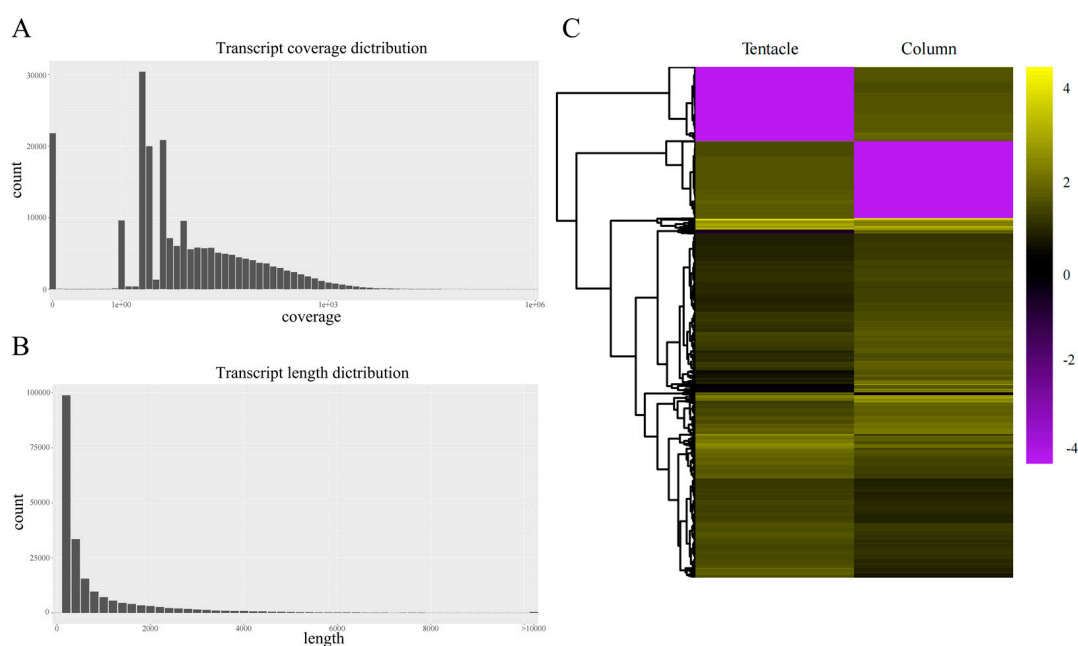 A
Transcript coverage dictribution
30000
20000
10000
0
count
0
1e+00
1e+03
1e+06
coverage
B
Transcript length dictribution
100000
75000
50000
25000
0
count
0
2000
4000
6000
8000
>10000
length
C
Tentacle
Column
4
2
0
-2
-4